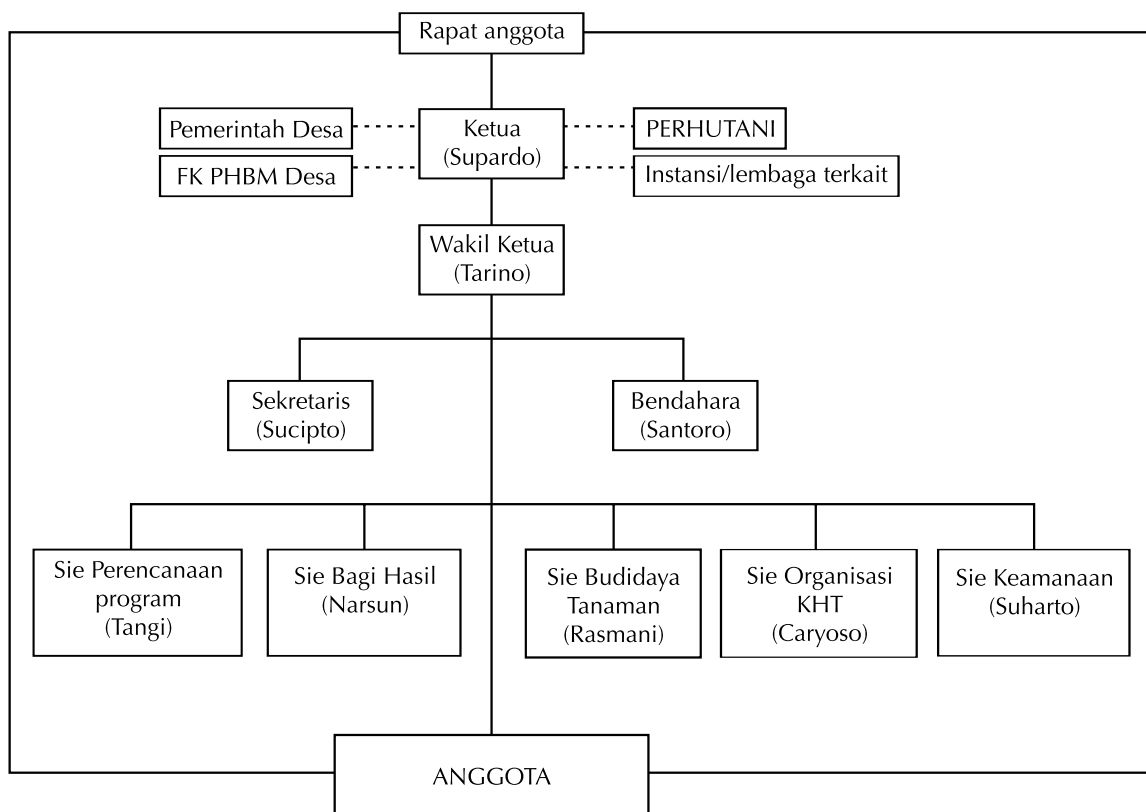 Rapat anggota
Pemerintah Desa
Ketua
(Supardo)
PERHUTANI
FK PHBM Desa
Instansi/lembaga terkait
Wakil Ketua
(Tarino)
Sekretaris
(Sucipto)
Bendahara
(Santoro)
Sie Perencanaan
program
(Tangi)
Sie Bagi Hasil
(Narsun)
Sie Budidaya
Tanaman
(Rasmani)
Sie Organisasi
KHT
(Caryoso)
Sie Keamanaan
(Suharto)
ANGGOTA